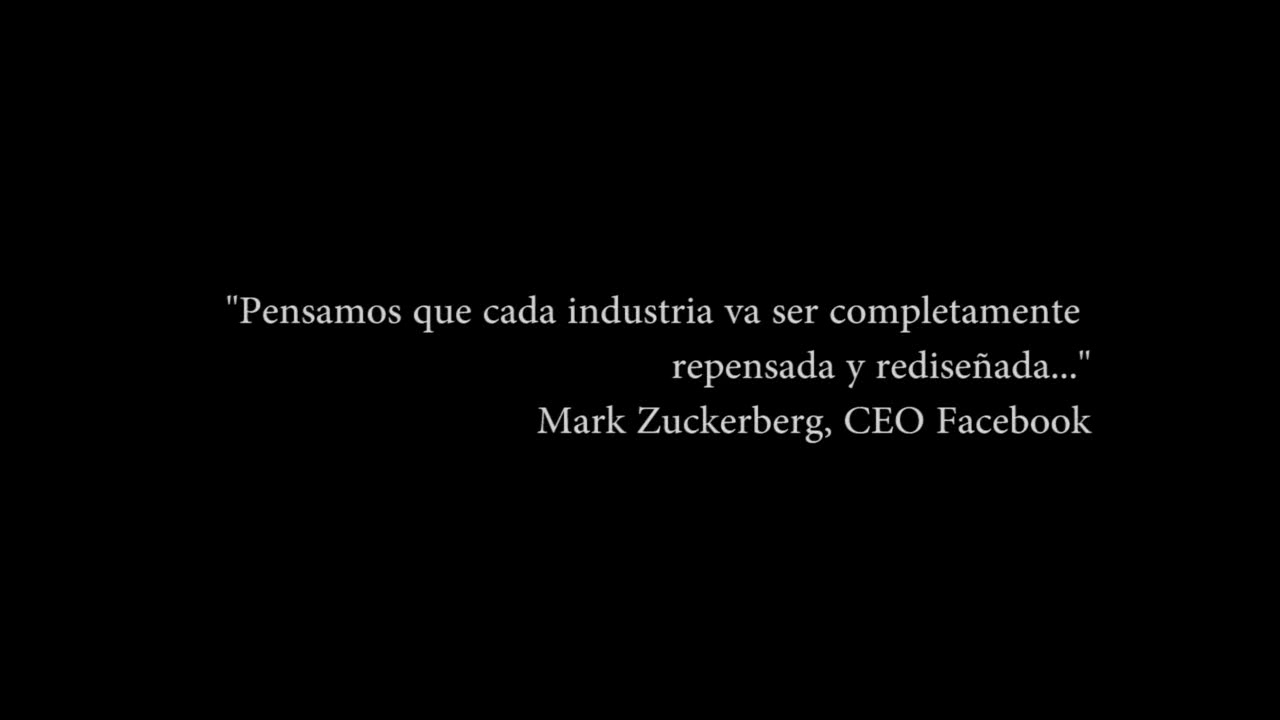 "Pensamos que cada industria va ser completamente
repensada y rediseñada..."
Mark Zuckerberg, CEO Facebook